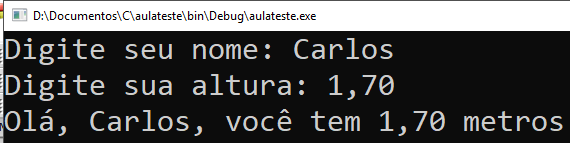 D:\Documentos\C\aulateste\bin\Debug\aulateste.exe
Digite seu nome: Carlos
Digite sua altura: 1,70
Olá, Carlos, você tem 1,70 metros